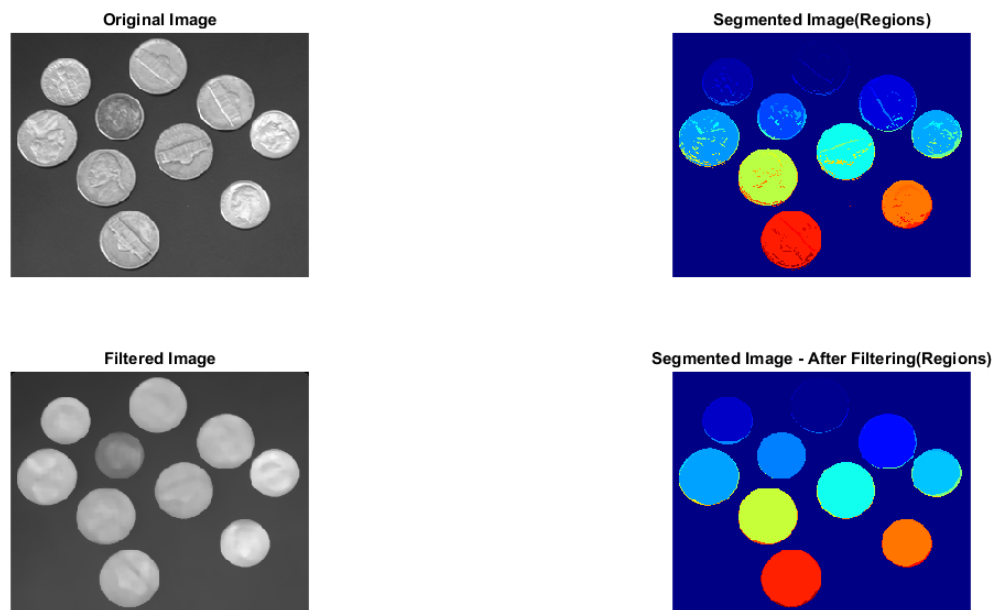 Original Image
Segmented Image(Regions)
Filtered Image
Segmented Image - After Filtering(Regions)